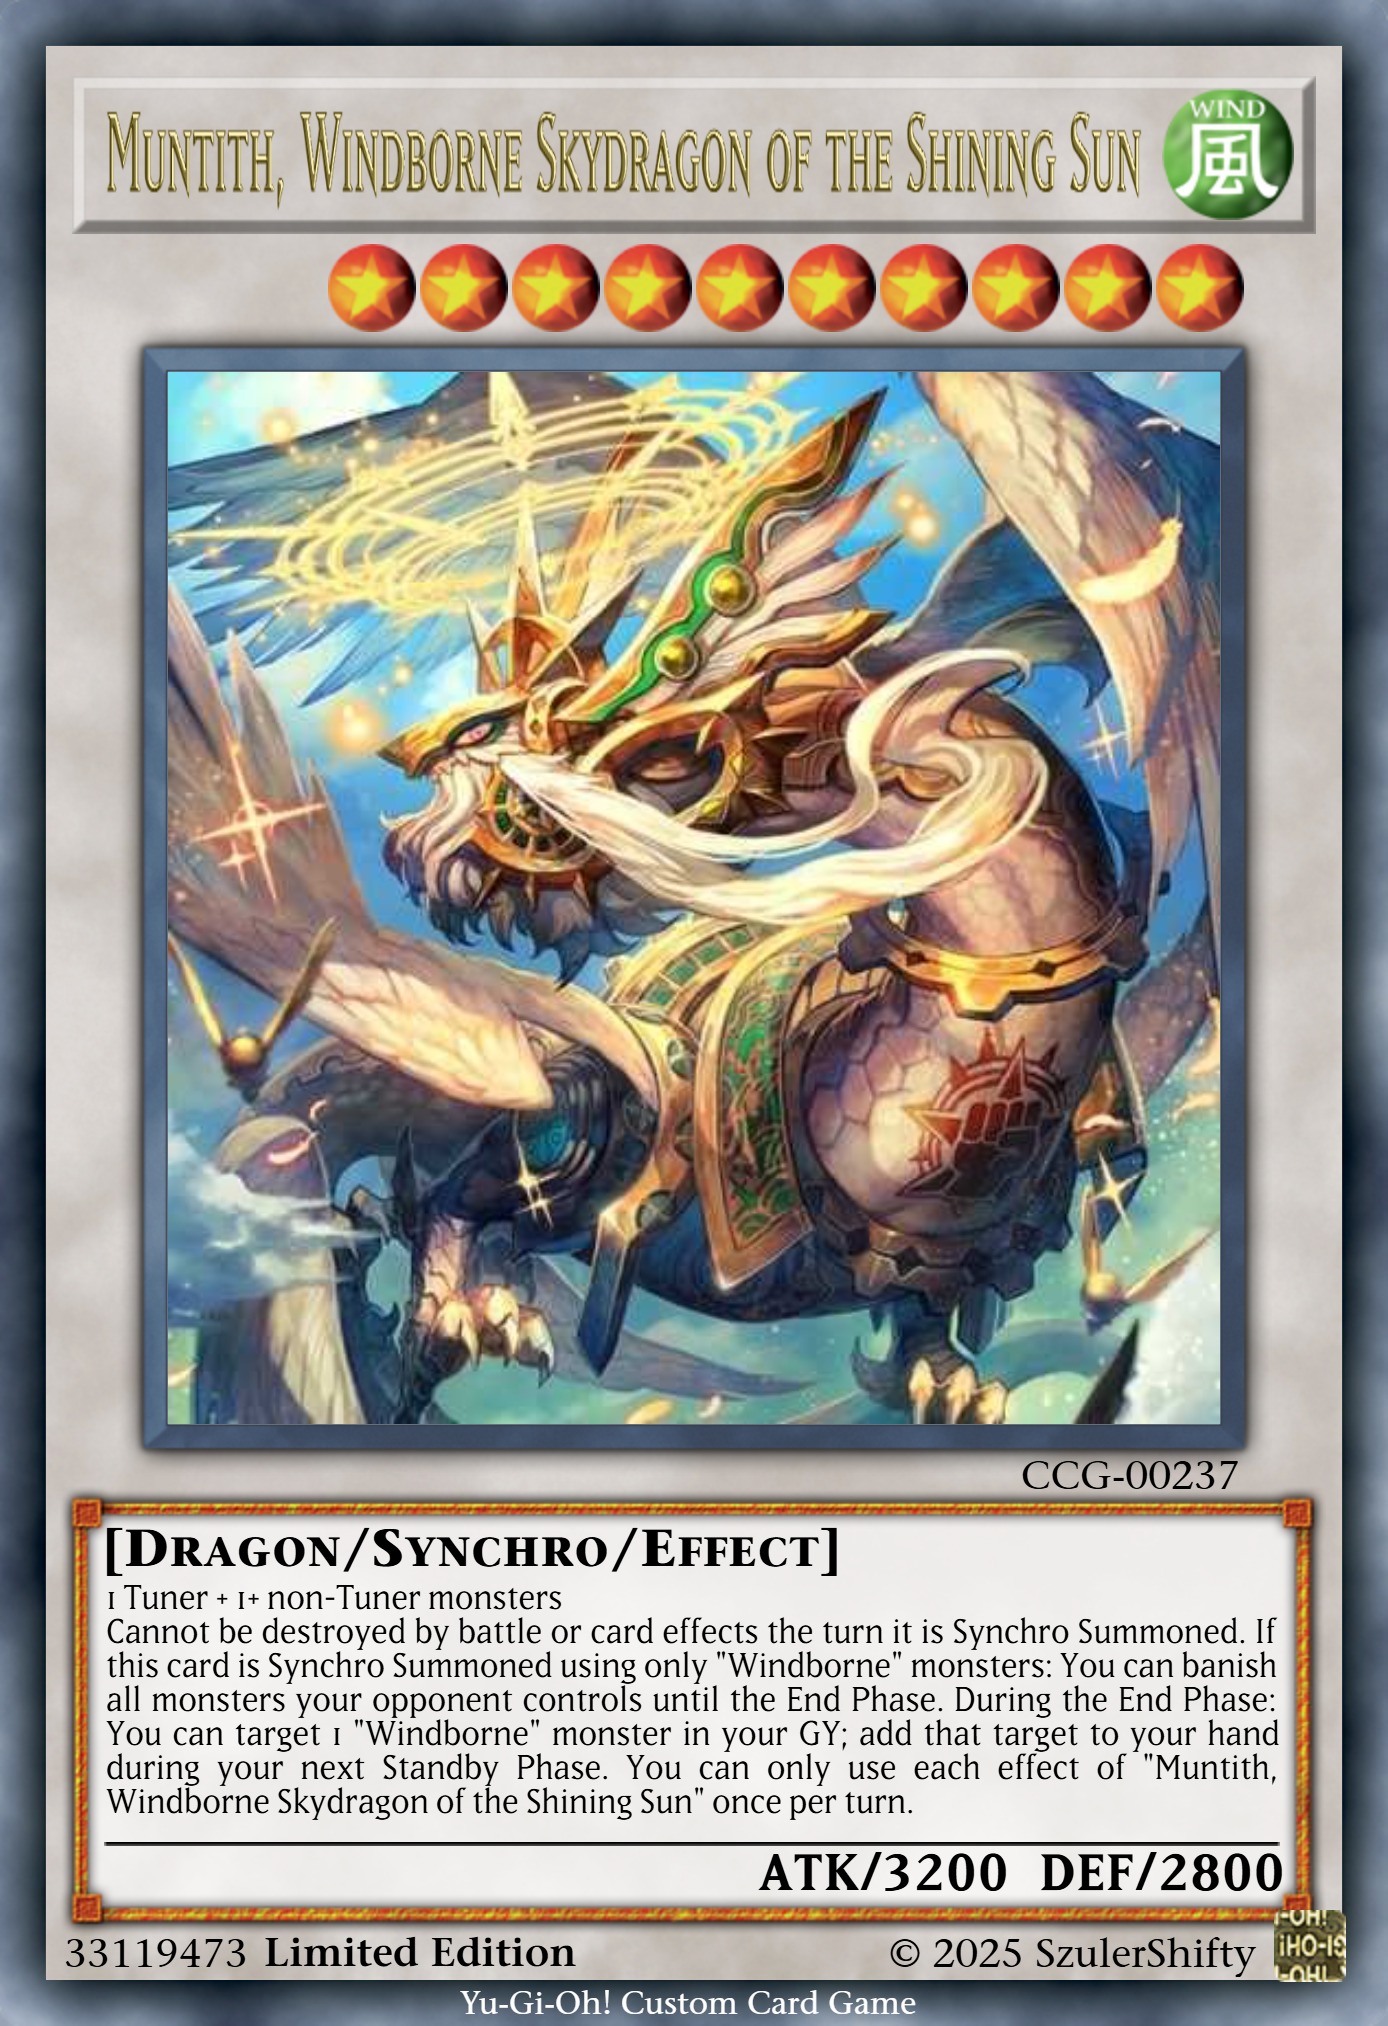 Muntith, Windborne Skydragon of the Shining Sun
WIND
風
CCG-00237
[Dragon/Synchro/Effect]
1 Tuner + 1+ non-Tuner monsters
Cannot be destroyed by battle or card effects the turn it is Synchro Summoned. If
this card is Synchro Summoned using only "Windborne" monsters: You can banish
all monsters your opponent controls until the End Phase. During the End Phase:
You can target 1 "Windborne" monster in your GY; add that target to your hand
during your next Standby Phase. You can only use each effect of "Muntith,
Windborne Skydragon of the Shining Sun" once per turn.
ATK/3200 DEF/2800
33119473 Limited Edition
© 2025 SzulerShifty
Yu-Gi-Oh! Custom Card Game